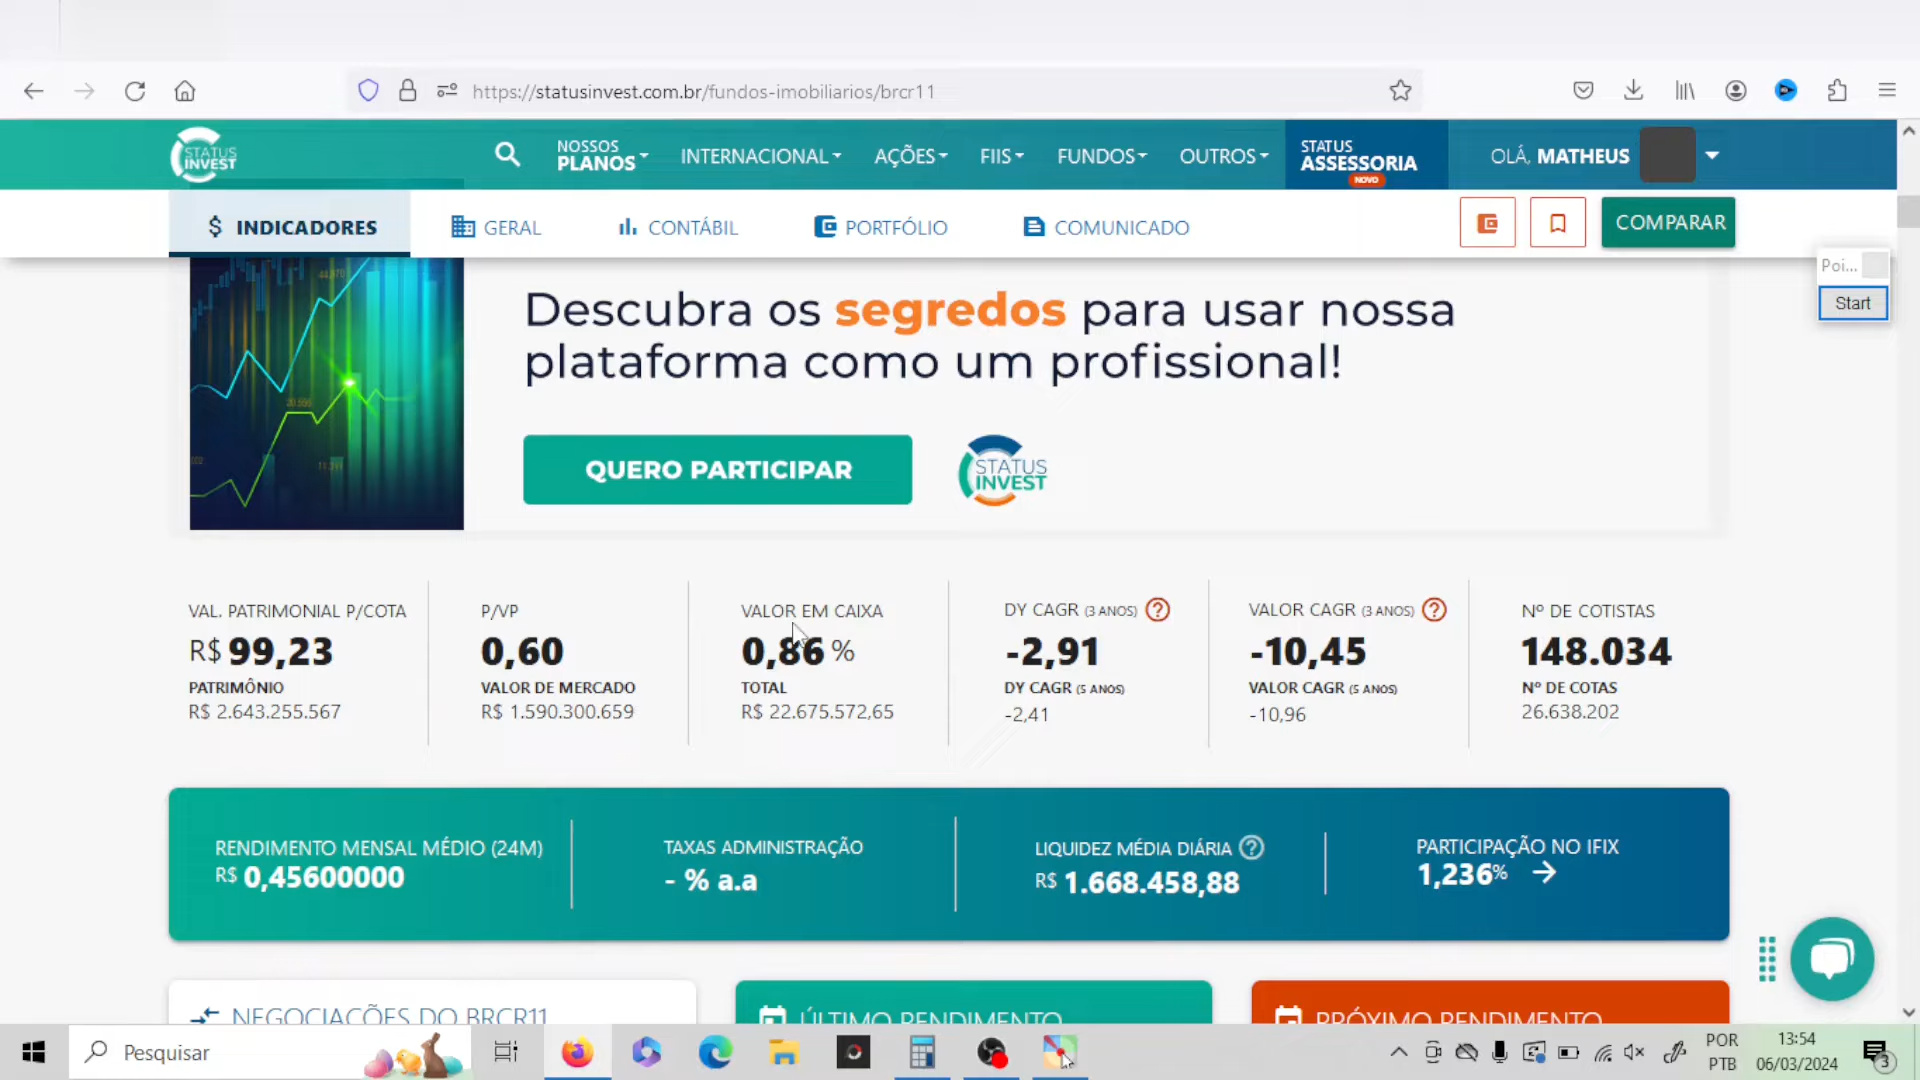 https://statusinvest.com.br/fundos-imobiliarios/brcr11
STATUS
INVEST
NOSSOS
PLANOS
INTERNACIONAL
AÇÕES
FIIS
FUNDOS
OUTROS
STATUS
ASSESSORIA
NOVO
OLÁ, MATHEUS
$ INDICADORES
GERAL
CONTÁBIL
PORTFÓLIO
COMUNICADO
COMPARAR
Poi...
Start
Descubra os segredos para usar nossa
plataforma como um profissional!
QUERO PARTICIPAR
STATUS
INVEST
VAL. PATRIMONIAL P/COTA
R$ 99,23
PATRIMÔNIO
R$ 2.643.255.567
P/VP
0,60
VALOR DE MERCADO
R$ 1.590.300.659
VALOR EM CAIXA
0,86 %
TOTAL
R$ 22.675.572,65
DY CAGR (3 ANOS) ?
-2,91
DY CAGR (5 ANOS)
-2,41
VALOR CAGR (3 ANOS) ?
-10,45
VALOR CAGR (5 ANOS)
-10,96
Nº DE COTISTAS
148.034
Nº DE COTAS
26.638.202
RENDIMENTO MENSAL MÉDIO (24M)
R$ 0,45600000
TAXAS ADMINISTRAÇÃO
- % a.a
LIQUIDEZ MÉDIA DIÁRIA ?
R$ 1.668.458,88
PARTICIPAÇÃO NO IFIX
1,236%
NEGOCIAÇÕES DO BRCR11
ÚLTIMO RENDIMENTO
PRÓXIMO RENDIMENTO
Pesquisar
POR
PTB
13:54
06/03/2024
3